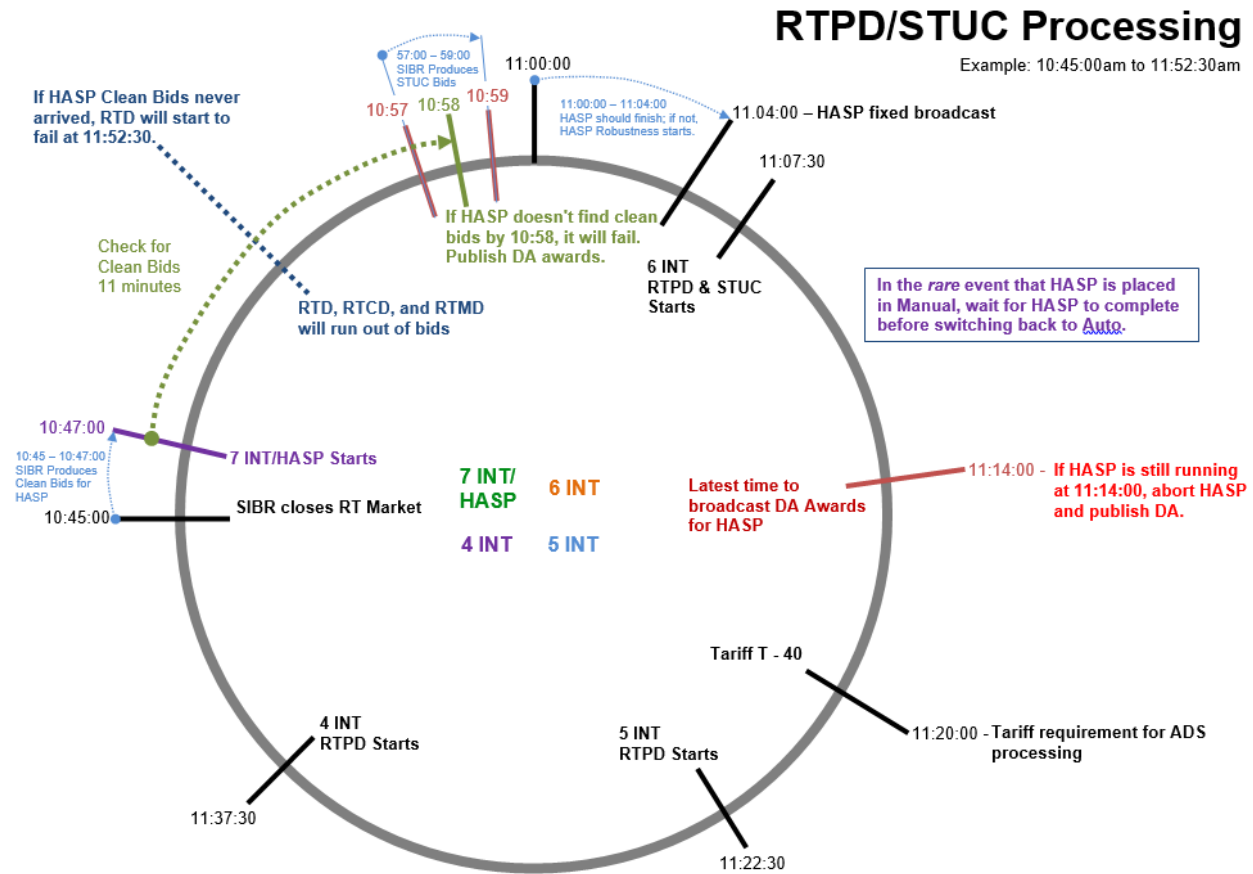 RTPD/STUC Processing
Example: 10:45:00am to 11:52:30am
57:00 – 59:00
SIBR Produces
STUC Bids
11:00:00
If HASP Clean Bids never
arrived, RTD will start to
fail at 11:52:30.
10:57
10:58
10:59
11:00:00 – 11:04:00
HASP should finish; if not,
HASP Robustness starts.
11.04:00 – HASP fixed broadcast
11:07:30
If HASP doesn't find clean
bids by 10:58, it will fail.
Publish DA awards.
Check for
Clean Bids
11 minutes
6 INT
RTPD & STUC
Starts
RTD, RTCD, and RTMD
will run out of bids
In the rare event that HASP is placed
in Manual, wait for HASP to complete
before switching back to Auto.
10:47:00
7 INT/HASP Starts
10:45 – 10:47:00
SIBR Produces
Clean Bids for
HASP
10:45:00
SIBR closes RT Market
7 INT/
HASP
6 INT
4 INT
5 INT
Latest time to
broadcast DA Awards
for HASP
11:14:00 - If HASP is still running
at 11:14:00, abort HASP
and publish DA.
Tariff T - 40
11:20:00 - Tariff requirement for ADS
processing
4 INT
RTPD Starts
5 INT
RTPD Starts
11:37:30
11:22:30